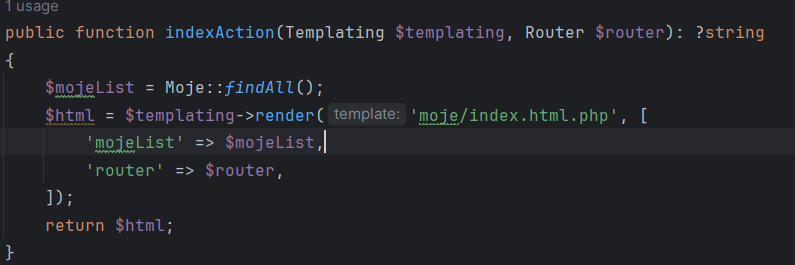 1 usage
public function indexAction(Templating $templating, Router $router): ?string
{
    $mojeList = Moje::findAll();
    $html = $templating->render( template: 'moje/index.html.php', [
        'mojeList' => $mojeList,
        'router' => $router,
    ]);
    return $html;
}